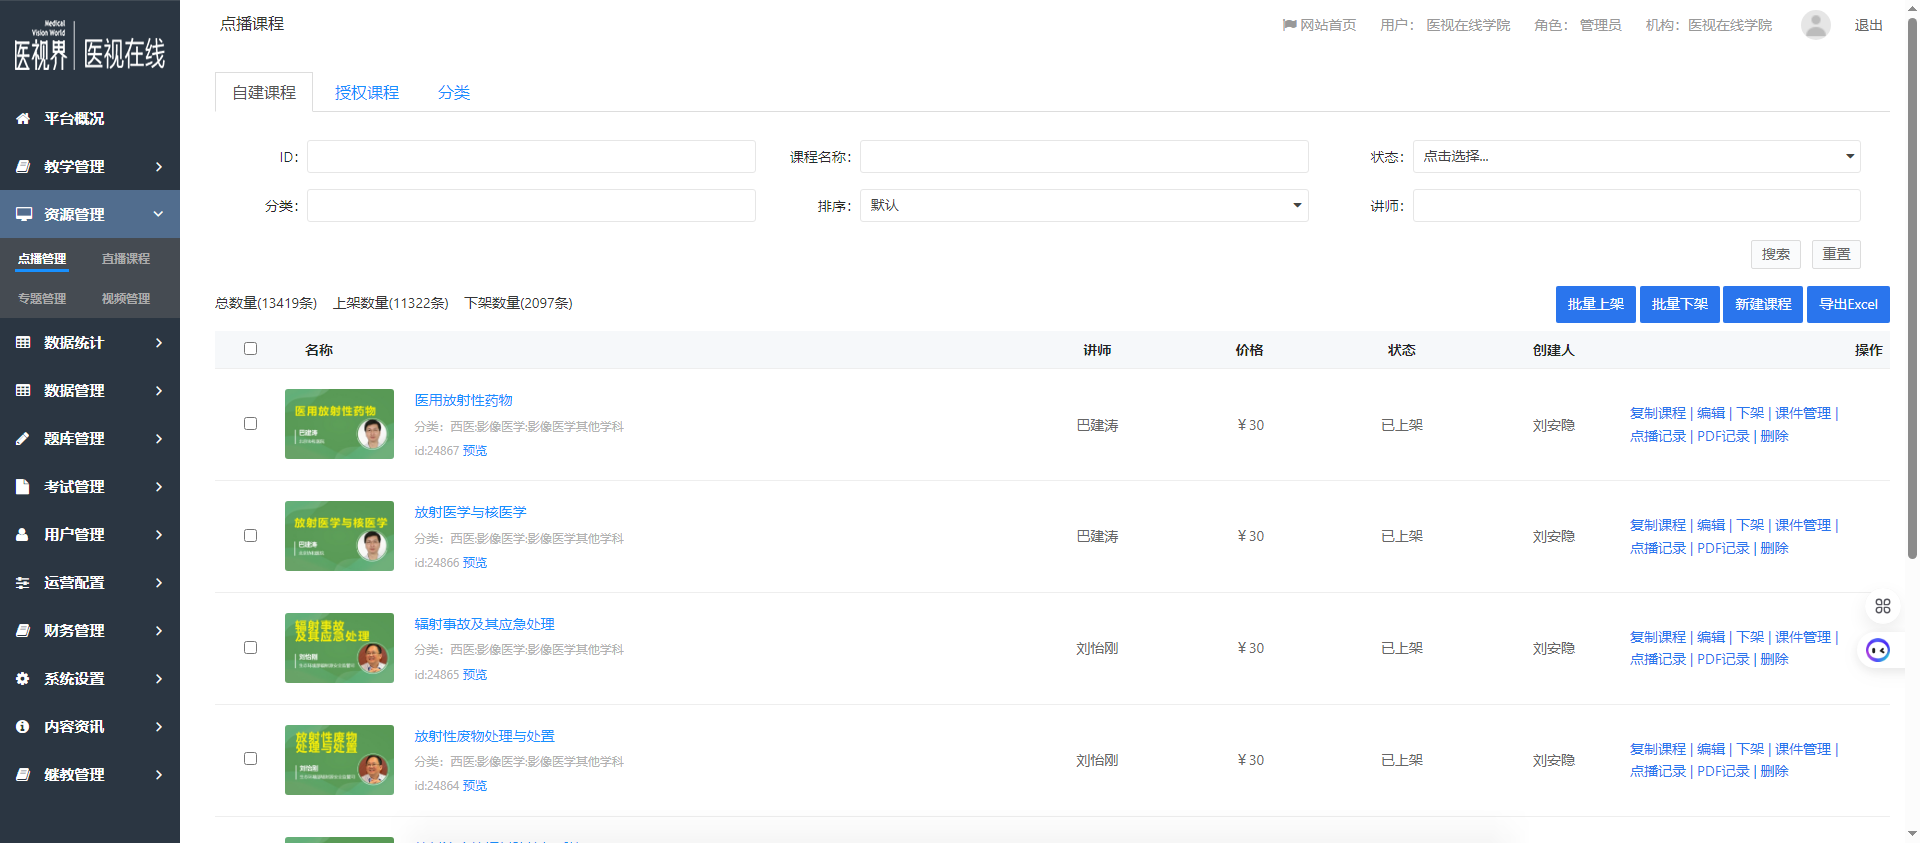 Medical
Vision World
医视界 医视在线
点播课程
网站首页 用户： 医视在线学院 角色： 管理员 机构： 医视在线学院 退出
平台概况
教学管理
资源管理
点播管理 直播课程
专题管理 视频管理
数据统计
数据管理
题库管理
考试管理
用户管理
运营配置
财务管理
系统设置
内容资讯
继教管理
自建课程 授权课程 分类
ID: 课程名称: 状态: 点击选择...
分类: 排序: 默认 讲师:
搜索 重置
总数量(13419条) 上架数量(11322条) 下架数量(2097条)
批量上架 批量下架 新建课程 导出Excel
名称 讲师 价格 状态 创建人 操作
医用放射性药物
巴建涛
医用放射性药物
分类：西医:影像医学:影像医学其他学科
id:24867 预览
巴建涛 ￥30 已上架 刘安隐
复制课程 | 编辑 | 下架 | 课件管理 |
点播记录 | PDF记录 | 删除
放射医学与核医学
巴建涛
放射医学与核医学
分类：西医:影像医学:影像医学其他学科
id:24866 预览
巴建涛 ￥30 已上架 刘安隐
复制课程 | 编辑 | 下架 | 课件管理 |
点播记录 | PDF记录 | 删除
辐射事故
及其应急处理
刘怡刚
辐射事故及其应急处理
分类：西医:影像医学:影像医学其他学科
id:24865 预览
刘怡刚 ￥30 已上架 刘安隐
复制课程 | 编辑 | 下架 | 课件管理 |
点播记录 | PDF记录 | 删除
放射性废物
处理与处置
刘怡刚
放射性废物处理与处置
分类：西医:影像医学:影像医学其他学科
id:24864 预览
刘怡刚 ￥30 已上架 刘安隐
复制课程 | 编辑 | 下架 | 课件管理 |
点播记录 | PDF记录 | 删除